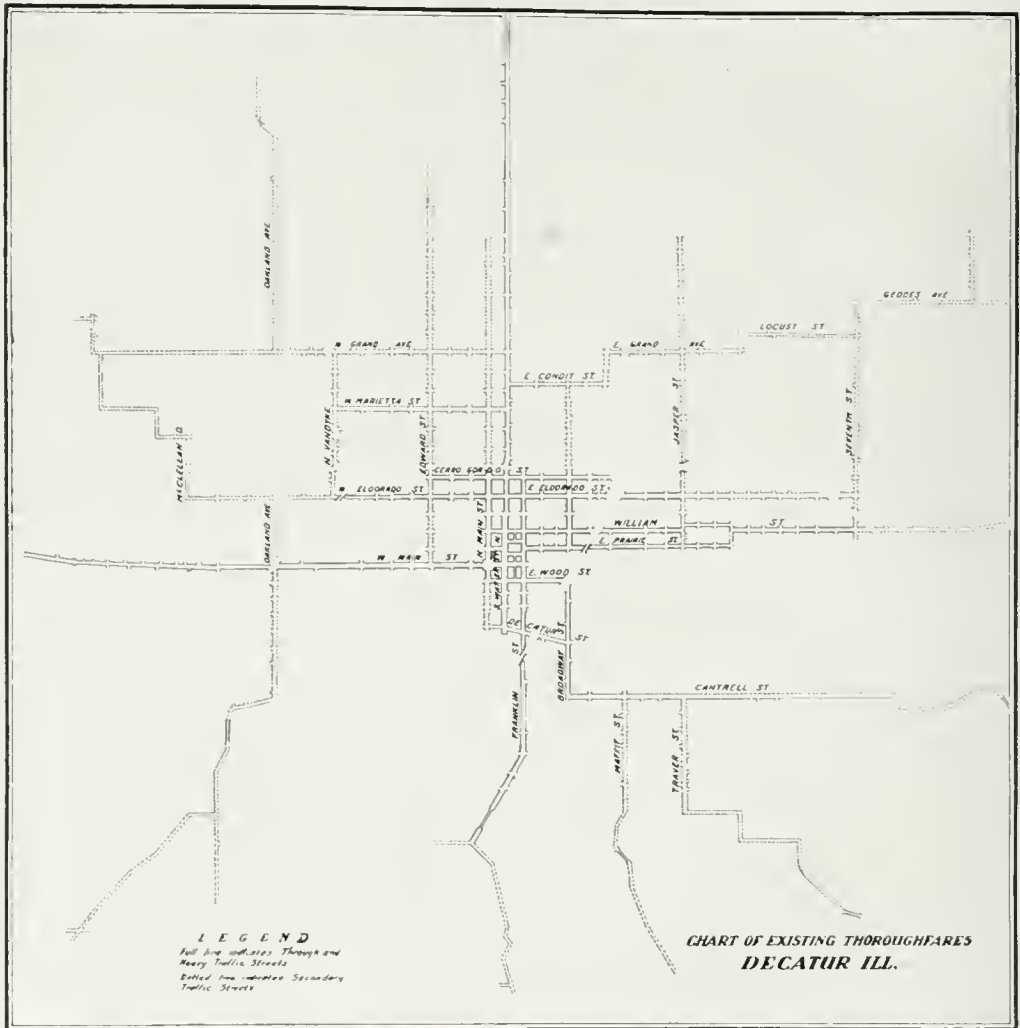 OAKLAND AVE
GEDDES AVE
LOCUST ST.
W GRAND AVE
E. GRAND AVE
E CONDIT ST.
W MARIETTA ST
N. VANDYKE
EDWARD ST
JASPER ST
SEVENTH ST.
McCLELLAN
CERRO GORDO ST
W ELDORADO ST.
E ELDORADO ST.
OAKLAND AVE
N MAIN ST.
WILLIAM ST.
E PRAIRIE ST.
W MAIN ST.
E. WOOD ST.
DECATUR ST
FRANKLIN ST
BROADWAY ST.
CANTRELL ST
MAFFIT ST.
TRAVER ST.
LEGEND
Full line indicates Through and
Heavy Traffic Streets
Dotted line indicates Secondary
Traffic Streets
CHART OF EXISTING THOROUGHFARES
DECATUR ILL.